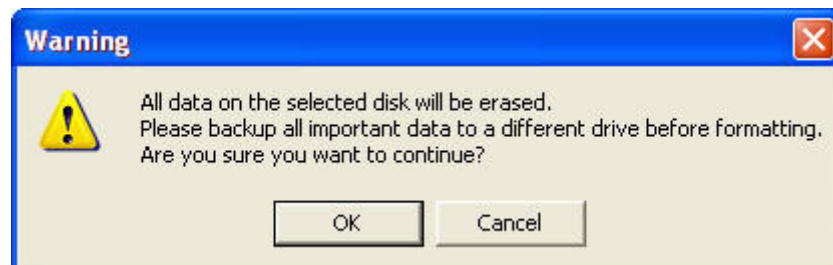 Warning
All data on the selected disk will be erased.
Please backup all important data to a different drive before formatting.
Are you sure you want to continue?
OK
Cancel